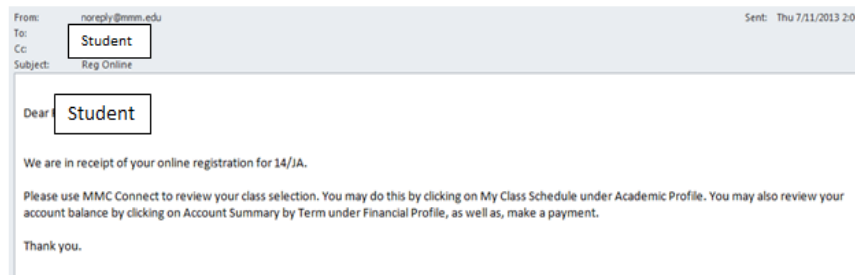 From: noreply@mmm.edu Sent: Thu 7/11/2013 2:0
To: Student
Cc:
Subject: Reg Online
Dear Student
We are in receipt of your online registration for 14/JA.
Please use MMC Connect to review your class selection. You may do this by clicking on My Class Schedule under Academic Profile. You may also review your
account balance by clicking on Account Summary by Term under Financial Profile, as well as, make a payment.
Thank you.